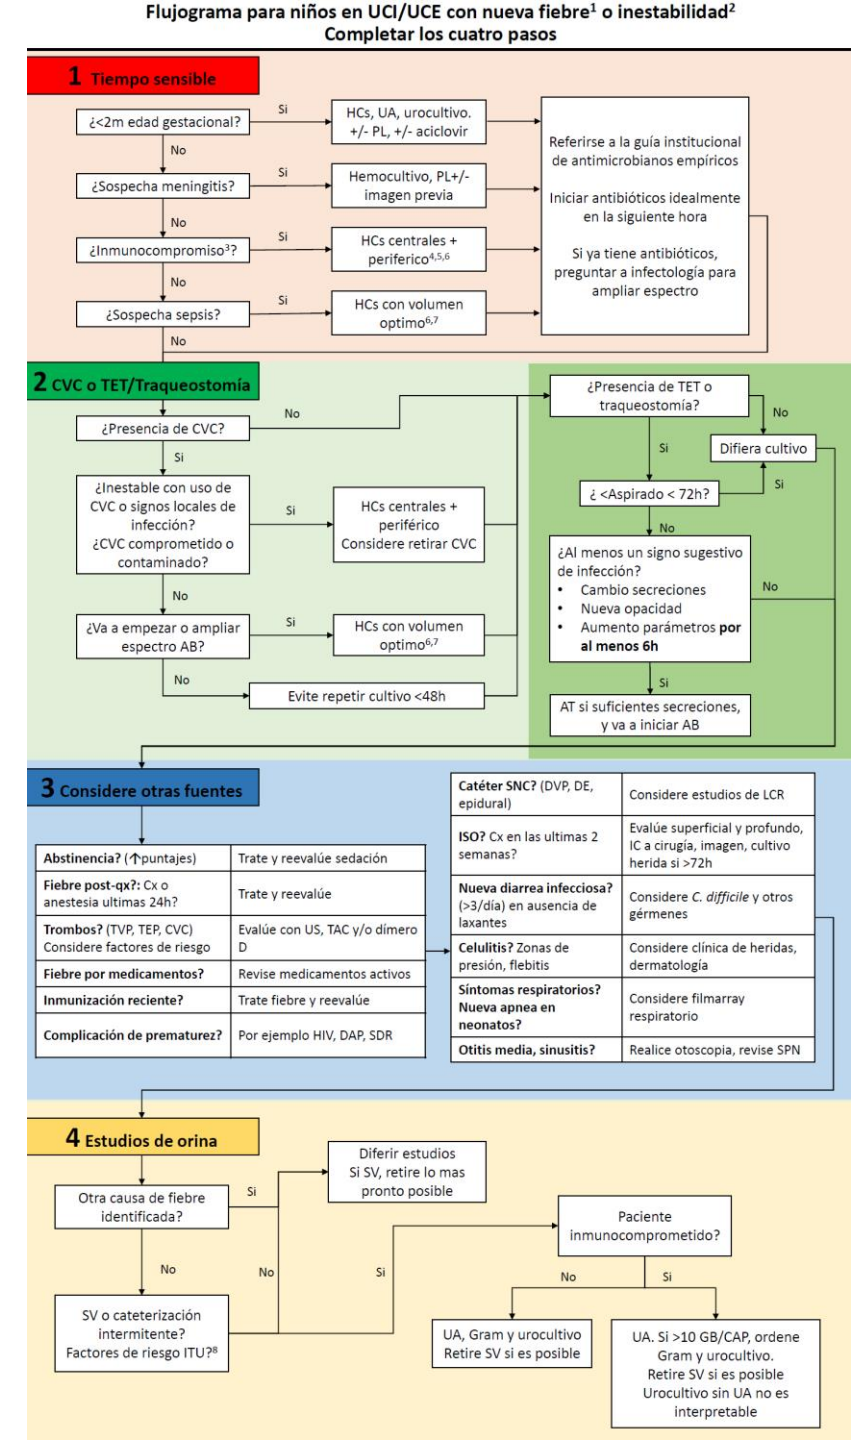 Flujograma para niños en UCI/UCE con nueva fiebre¹ o inestabilidad²
Completar los cuatro pasos
1 Tiempo sensible
¿<2m edad gestacional?
Si
HCs, UA, urocultivo.
+/- PL, +/- aciclovir
No
¿Sospecha meningitis?
Si
Hemocultivo, PL+/-
imagen previa
No
¿Inmunocompromiso³?
Si
HCs centrales +
periferico⁴,⁵,⁶
No
¿Sospecha sepsis?
Si
HCs con volumen
optimo⁶,⁷
No
Referirse a la guía institucional
de antimicrobianos empíricos
Iniciar antibióticos idealmente
en la siguiente hora
Si ya tiene antibióticos,
preguntar a infectología para
ampliar espectro
2 CVC o TET/Traqueostomía
¿Presencia de CVC?
No
Si
¿Inestable con uso de
CVC o signos locales de
infección?
¿CVC comprometido o
contaminado?
Si
HCs centrales +
periférico
Considere retirar CVC
No
¿Va a empezar o ampliar
espectro AB?
Si
HCs con volumen
optimo⁶,⁷
No
Evite repetir cultivo <48h
¿Presencia de TET o
traqueostomía?
No
Difiera cultivo
Si
¿ <Aspirado < 72h?
Si
No
¿Al menos un signo sugestivo
de infección?
• Cambio secreciones
• Nueva opacidad
• Aumento parámetros por
al menos 6h
No
Si
AT si suficientes secreciones,
y va a iniciar AB
3 Considere otras fuentes
Abstinencia? (↑puntajes)
Trate y reevalúe sedación
Fiebre post-qx?: Cx o
anestesia ultimas 24h?
Trate y reevalúe
Trombos? (TVP, TEP, CVC)
Considere factores de riesgo
Evalúe con US, TAC y/o dímero
D
Fiebre por medicamentos?
Revise medicamentos activos
Inmunización reciente?
Trate fiebre y reevalúe
Complicación de prematurez?
Por ejemplo HIV, DAP, SDR
Catéter SNC? (DVP, DE,
epidural)
Considere estudios de LCR
ISO? Cx en las ultimas 2
semanas?
Evalúe superficial y profundo,
IC a cirugía, imagen, cultivo
herida si >72h
Nueva diarrea infecciosa?
(>3/día) en ausencia de
laxantes
Considere C. difficile y otros
gérmenes
Celulitis? Zonas de
presión, flebitis
Considere clínica de heridas,
dermatología
Síntomas respiratorios?
Nueva apnea en
neonatos?
Considere filmarray
respiratorio
Otitis media, sinusitis?
Realice otoscopia, revise SPN
4 Estudios de orina
Otra causa de fiebre
identificada?
Si
Diferir estudios
Si SV, retire lo mas
pronto posible
No
SV o cateterización
intermitente?
Factores de riesgo ITU?⁸
No
Si
Paciente
inmunocomprometido?
No
Si
UA, Gram y urocultivo
Retire SV si es posible
UA. Si >10 GB/CAP, ordene
Gram y urocultivo.
Retire SV si es posible
Urocultivo sin UA no es
interpretable